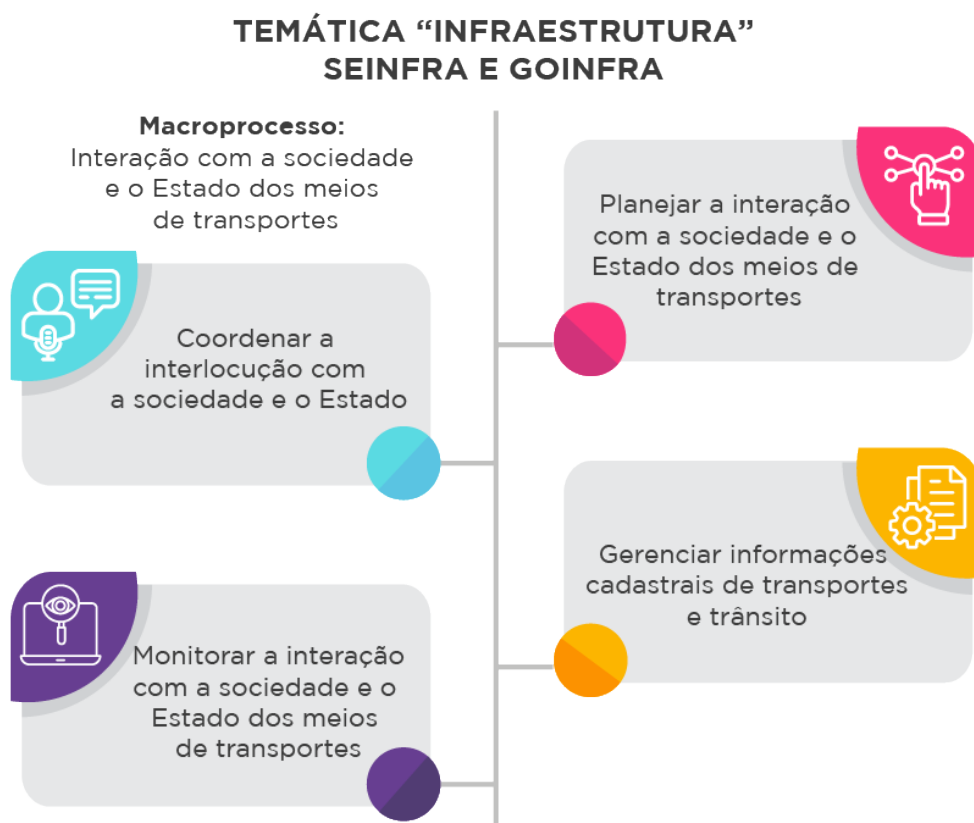 TEMÁTICA “INFRAESTRUTURA”
SEINFRA E GOINFRA
Macroprocesso:
Interação com a sociedade
e o Estado dos meios
de transportes
Planejar a interação
com a sociedade e o
Estado dos meios de
transportes
Coordenar a
interlocução com
a sociedade e o Estado
Gerenciar informações
cadastrais de transportes
e trânsito
Monitorar a interação
com a sociedade e o
Estado dos meios
de transportes